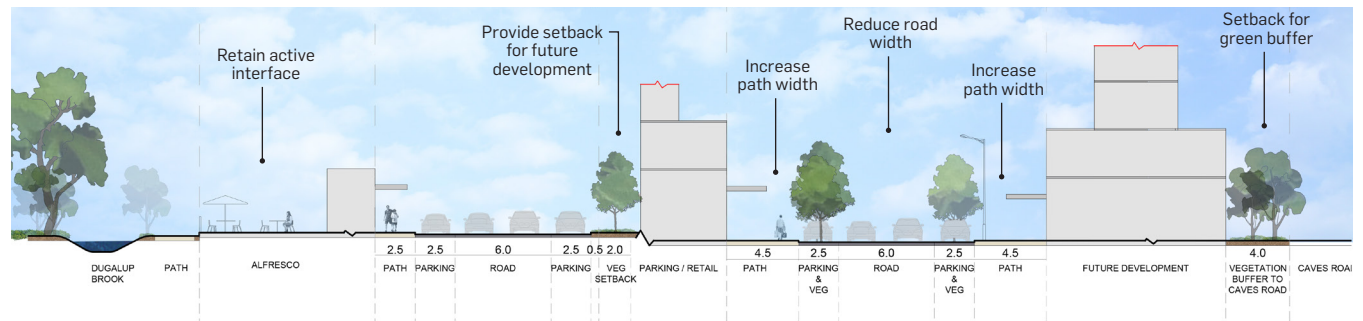 Retain active
interface
Provide setback
for future
development
Increase
path width
Reduce road
width
Increase
path width
Setback for
green buffer
2.5
2.5
6.0
2.5
0.5
2.0
4.5
2.5
6.0
2.5
4.5
4.0
DUGALUP
BROOK
PATH
ALFRESCO
PATH
PARKING
ROAD
PARKING
VEG
SETBACK
PARKING / RETAIL
PATH
PARKING
&
VEG
ROAD
PARKING
&
VEG
PATH
FUTURE DEVELOPMENT
VEGETATION
BUFFER TO
CAVES ROAD
CAVES ROA